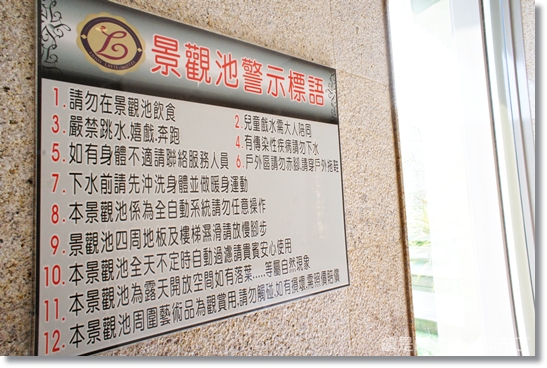 景觀池警示標語
1. 請勿在景觀池飲食
2. 兒童戲水需大人陪同
3. 嚴禁跳水.嬉戲.奔跑
4. 有傳染性疾病請勿下水
5. 如有身體不適請聯絡服務人員
6. 戶外區請勿赤腳,請穿戶外拖鞋
7. 下水前請先沖洗身體並做暖身運動
8. 本景觀池係為全自動系統請勿任意操作
9. 景觀池四周地板及樓梯濕滑請放慢腳步
10. 本景觀池全天不定時自動過濾請貴賓安心使用
11. 本景觀池為露天開放空間如有落葉.....等屬自然現象
12. 本景觀池周圍藝術品為觀賞用,請勿觸碰,如有損壞,需照價賠償